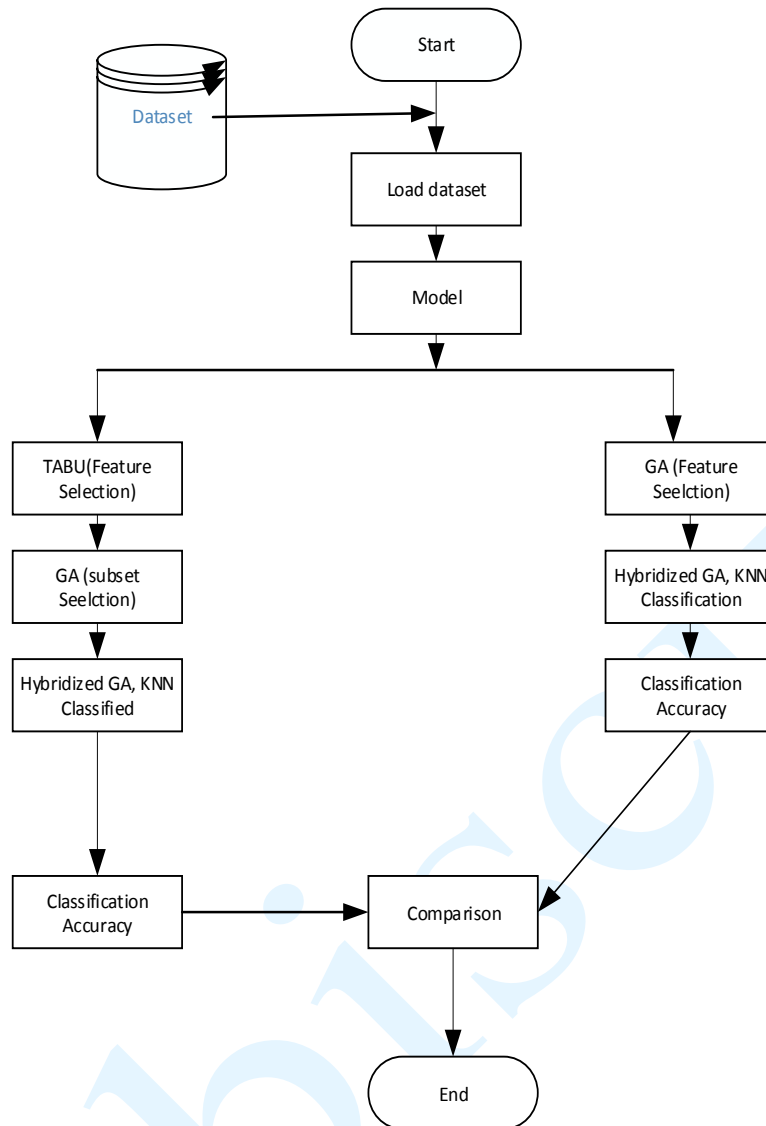 Start
Dataset
Load dataset
Model
TABU(Feature
Selection)
GA (Feature
Seelction)
GA (subset
Seelction)
Hybridized GA, KNN
Classification
Hybridized GA, KNN
Classified
Classification
Accuracy
Classification
Accuracy
Comparison
End